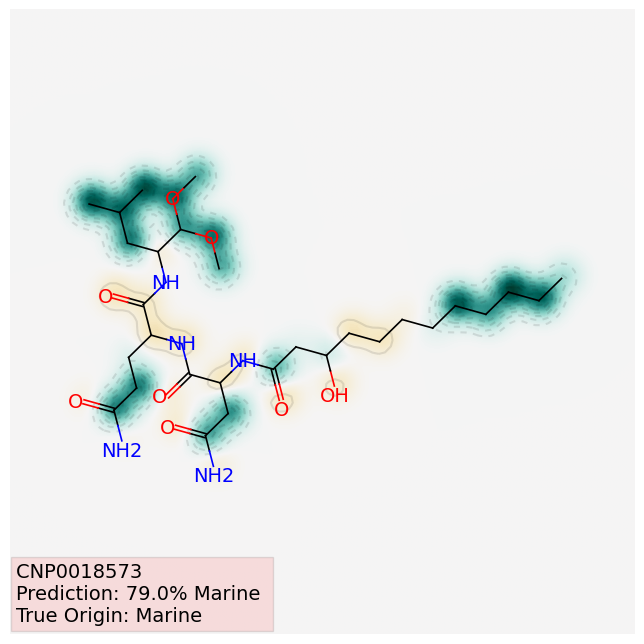 O
O
NH
O
NH
NH
O
O
OH
O
O
NH2
NH2
CNP0018573
Prediction: 79.0% Marine
True Origin: Marine